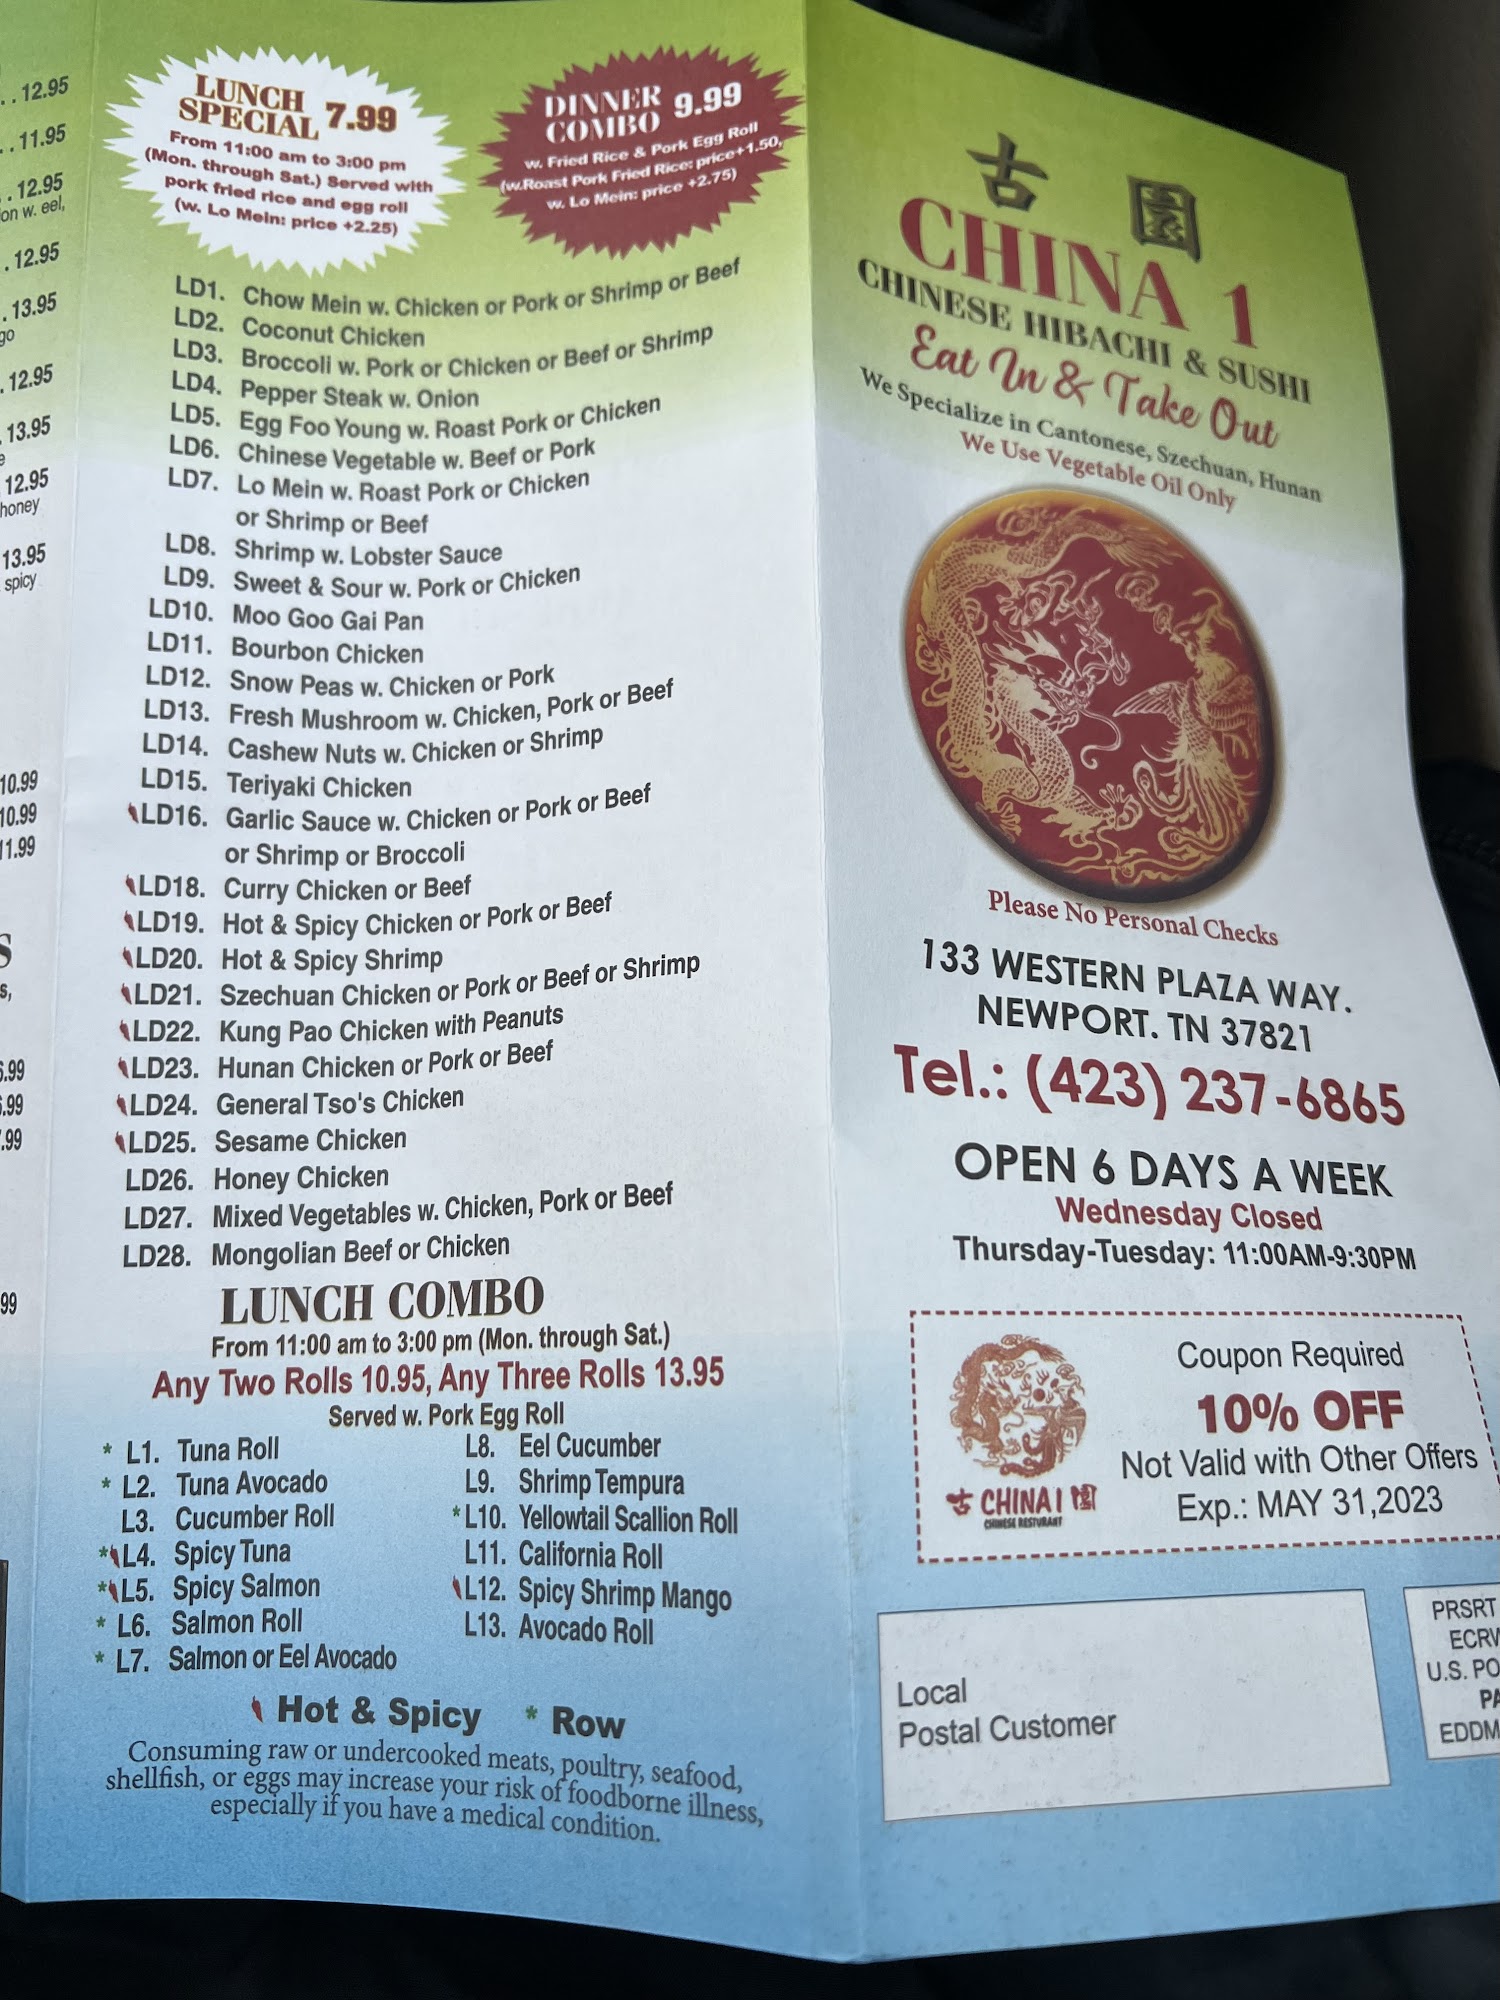 . . 12.95
. . 11.95
. . 12.95
on w. eel,
. 12.95
. 13.95
go
. 12.95
. 13.95
e
12.95
honey
13.95
spicy
10.99
10.99
11.99
S
s,
6.99
6.99
.99
99
LUNCH
SPECIAL 7.99
From 11:00 am to 3:00 pm
(Mon. through Sat.) Served with
pork fried rice and egg roll
(w. Lo Mein: price +2.25)
DINNER
COMBO 9.99
w. Fried Rice & Pork Egg Roll
(w.Roast Pork Fried Rice: price+1.50,
w. Lo Mein: price +2.75)
LD1. Chow Mein w. Chicken or Pork or Shrimp or Beef
LD2. Coconut Chicken
LD3. Broccoli w. Pork or Chicken or Beef or Shrimp
LD4. Pepper Steak w. Onion
LD5. Egg Foo Young w. Roast Pork or Chicken
LD6. Chinese Vegetable w. Beef or Pork
LD7. Lo Mein w. Roast Pork or Chicken
or Shrimp or Beef
LD8. Shrimp w. Lobster Sauce
LD9. Sweet & Sour w. Pork or Chicken
LD10. Moo Goo Gai Pan
LD11. Bourbon Chicken
LD12. Snow Peas w. Chicken or Pork
LD13. Fresh Mushroom w. Chicken, Pork or Beef
LD14. Cashew Nuts w. Chicken or Shrimp
LD15. Teriyaki Chicken
LD16. Garlic Sauce w. Chicken or Pork or Beef
or Shrimp or Broccoli
LD18. Curry Chicken or Beef
LD19. Hot & Spicy Chicken or Pork or Beef
LD20. Hot & Spicy Shrimp
LD21. Szechuan Chicken or Pork or Beef or Shrimp
LD22. Kung Pao Chicken with Peanuts
LD23. Hunan Chicken or Pork or Beef
LD24. General Tso's Chicken
LD25. Sesame Chicken
LD26. Honey Chicken
LD27. Mixed Vegetables w. Chicken, Pork or Beef
LD28. Mongolian Beef or Chicken
LUNCH COMBO
From 11:00 am to 3:00 pm (Mon. through Sat.)
Any Two Rolls 10.95, Any Three Rolls 13.95
Served w. Pork Egg Roll
* L1. Tuna Roll
* L2. Tuna Avocado
L3. Cucumber Roll
* L4. Spicy Tuna
* L5. Spicy Salmon
* L6. Salmon Roll
* L7. Salmon or Eel Avocado
L8. Eel Cucumber
L9. Shrimp Tempura
* L10. Yellowtail Scallion Roll
L11. California Roll
L12. Spicy Shrimp Mango
L13. Avocado Roll
Hot & Spicy * Row
Consuming raw or undercooked meats, poultry, seafood,
shellfish, or eggs may increase your risk of foodborne illness,
especially if you have a medical condition.
古 園
CHINA 1
CHINESE HIBACHI & SUSHI
Eat In & Take Out
We Specialize in Cantonese, Szechuan, Hunan
We Use Vegetable Oil Only
Please No Personal Checks
133 WESTERN PLAZA WAY.
NEWPORT. TN 37821
Tel.: (423) 237-6865
OPEN 6 DAYS A WEEK
Wednesday Closed
Thursday-Tuesday: 11:00AM-9:30PM
古 CHINA 1 園
CHINESE RESTURANT
Coupon Required
10% OFF
Not Valid with Other Offers
Exp.: MAY 31,2023
Local
Postal Customer
PRSRT
ECRW
U.S. PO
PA
EDDM